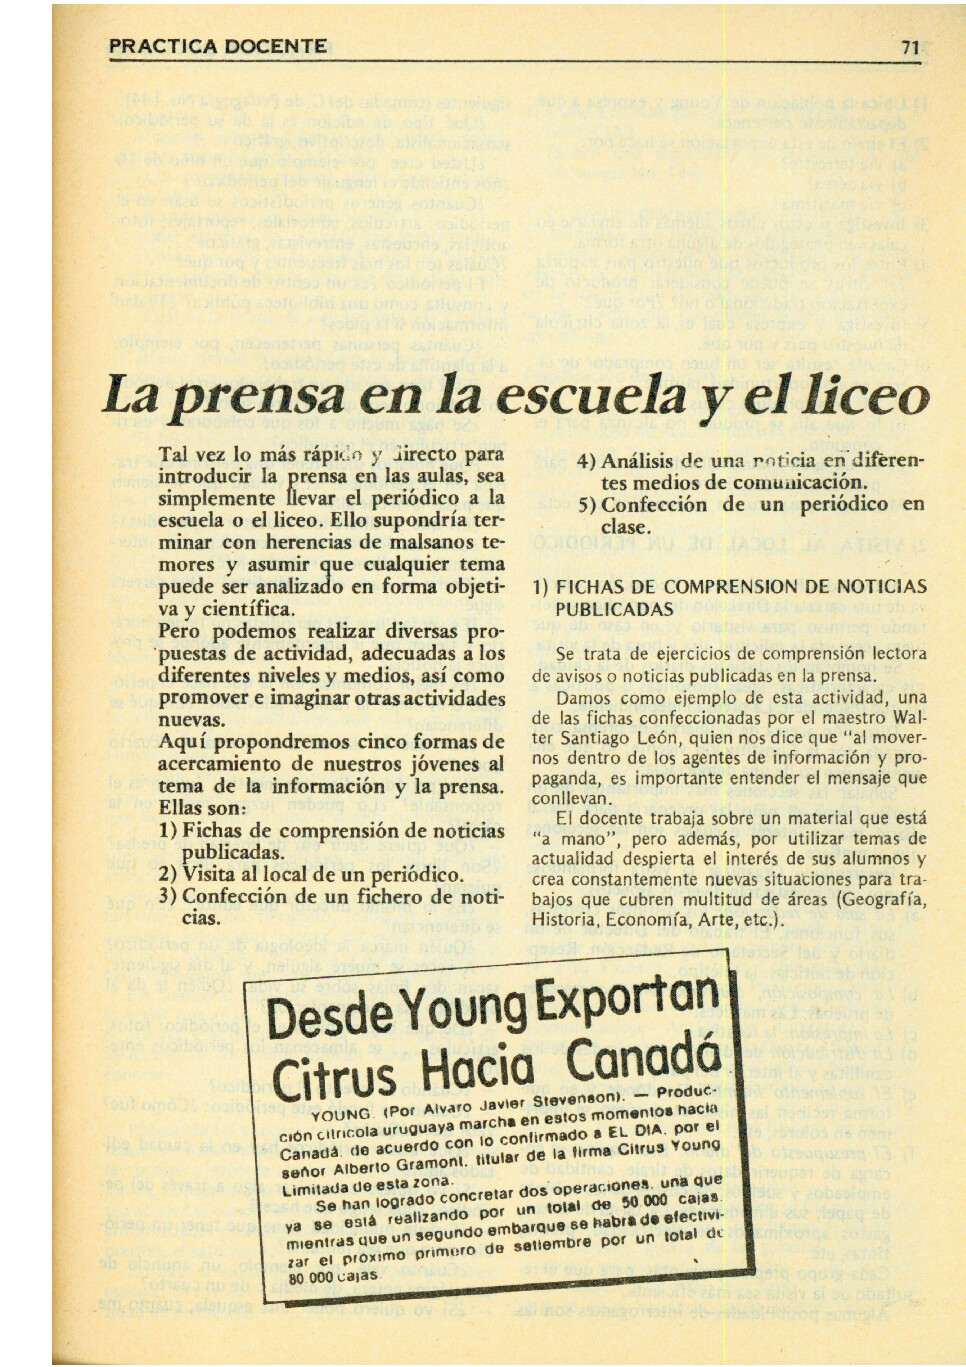 PRACTICA DOCENTE
71
La prensa en la escuela y el liceo
Tal vez lo más rápido y directo para
introducir la prensa en las aulas, sea
simplemente llevar el periódico a la
escuela o el liceo. Ello supondría ter-
minar con herencias de malsanos te-
mores y asumir que cualquier tema
puede ser analizado en forma objeti-
va y científica.
Pero podemos realizar diversas pro-
puestas de actividad, adecuadas a los
diferentes niveles y medios, así como
promover e imaginar otras actividades
nuevas.
Aquí propondremos cinco formas de
acercamiento de nuestros jóvenes al
tema de la información y la prensa.
Ellas son:
1) Fichas de comprensión de noticias
publicadas.
2) Visita al local de un periódico.
3) Confección de un fichero de noti-
cias.
4) Análisis de una noticia en diferen-
tes medios de comunicación.
5) Confección de un periódico en
clase.
1) FICHAS DE COMPRENSION DE NOTICIAS
PUBLICADAS
Se trata de ejercicios de comprensión lectora
de avisos o noticias publicadas en la prensa.
Damos como ejemplo de esta actividad, una
de las fichas confeccionadas por el maestro Wal-
ter Santiago León, quien nos dice que "al mover-
nos dentro de los agentes de información y pro-
paganda, es importante entender el mensaje que
conllevan.
El docente trabaja sobre un material que está
"a mano", pero además, por utilizar temas de
actualidad despierta el interés de sus alumnos y
crea constantemente nuevas situaciones para tra-
bajos que cubren multitud de áreas (Geografía,
Historia, Economía, Arte, etc.).
Desde Young Exportan
Citrus Hacia Canadá
YOUNG. (Por Alvaro Javier Stevenson). — Produc-
ción citrícola uruguaya marcha en estos momentos hacia
Canadá, de acuerdo con lo confirmado a EL DIA, por el
señor Alberto Gramont, titular de la firma Citrus Young
Limitada de esta zona.
Se han logrado concretar dos operaciones, una que
ya se está realizando por un total de 50.000 cajas,
mientras que un segundo embarque se habrá de efectivi-
zar el próximo primero de setiembre por un total de
80.000 cajas.